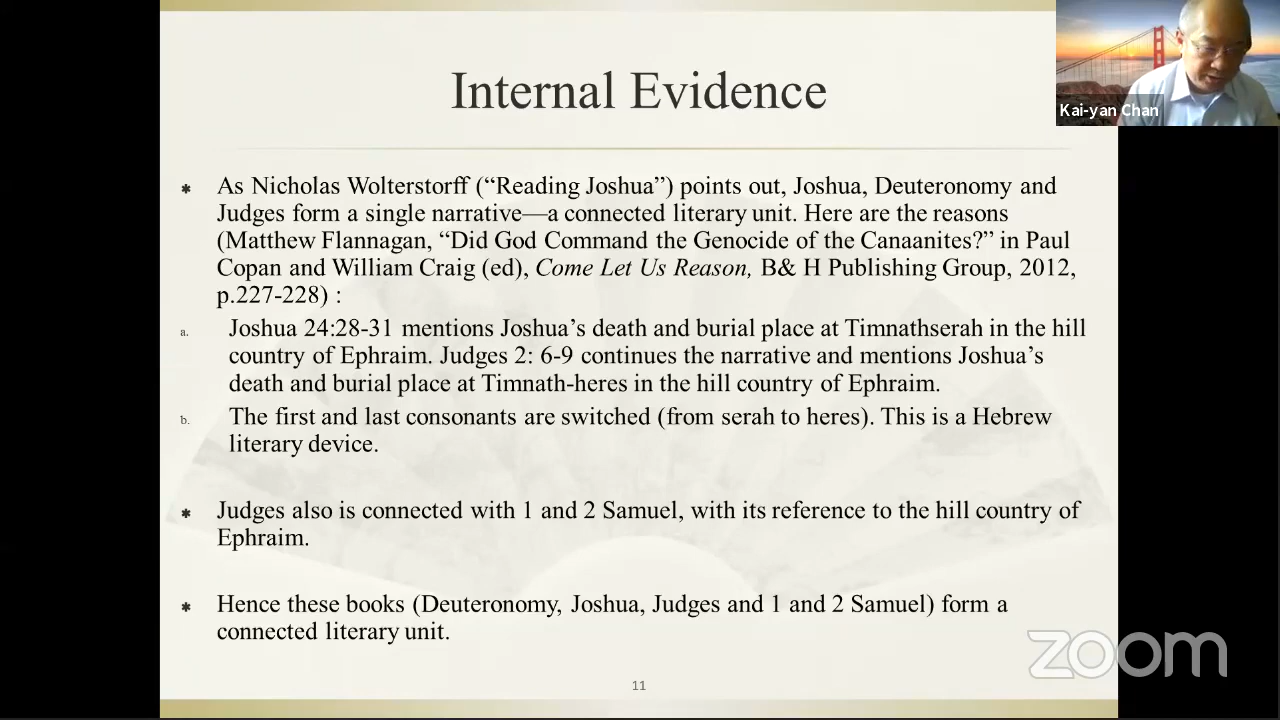 Internal Evidence
Kai-yan Chan
As Nicholas Wolterstorff (“Reading Joshua”) points out, Joshua, Deuteronomy and
Judges form a single narrative—a connected literary unit. Here are the reasons
(Matthew Flannagan, “Did God Command the Genocide of the Canaanites?” in Paul
Copan and William Craig (ed), Come Let Us Reason, B& H Publishing Group, 2012,
p.227-228) :
a. Joshua 24:28-31 mentions Joshua’s death and burial place at Timnathserah in the hill
country of Ephraim. Judges 2: 6-9 continues the narrative and mentions Joshua’s
death and burial place at Timnath-heres in the hill country of Ephraim.
b. The first and last consonants are switched (from serah to heres). This is a Hebrew
literary device.
Judges also is connected with 1 and 2 Samuel, with its reference to the hill country of
Ephraim.
Hence these books (Deuteronomy, Joshua, Judges and 1 and 2 Samuel) form a
connected literary unit.
zoom
11